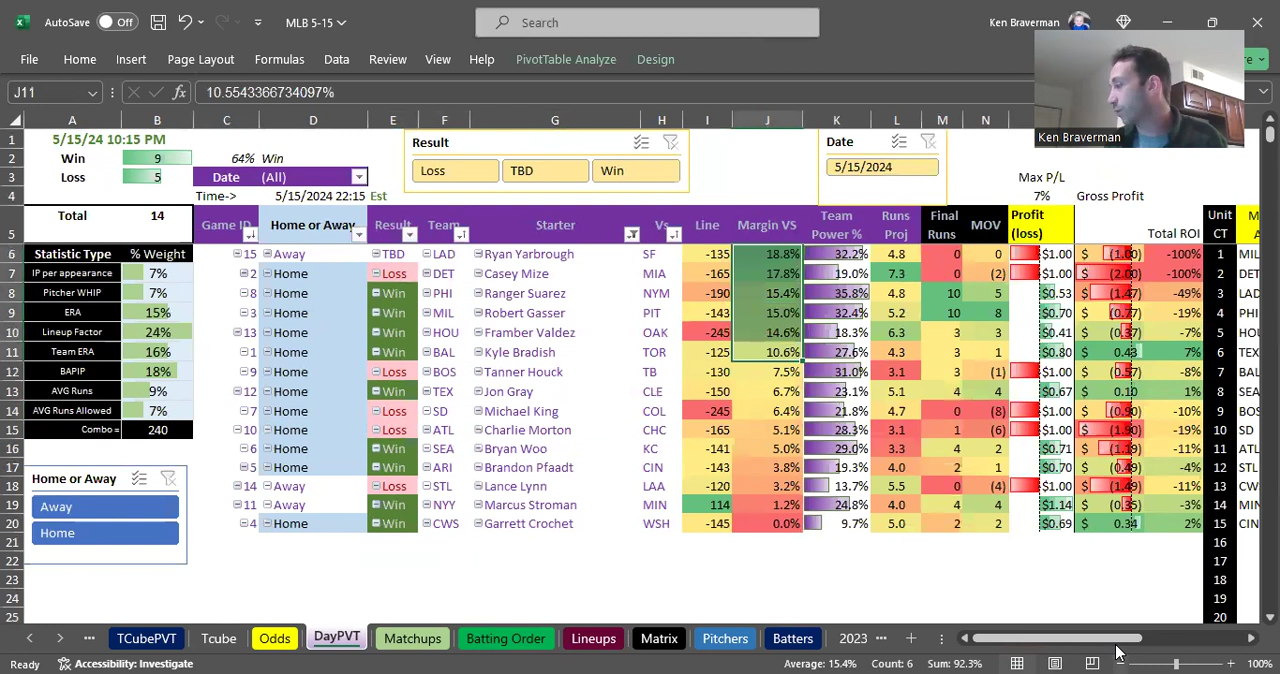 AutoSave Off MLB 5-15 Search Ken Braverman
File Home Insert Page Layout Formulas Data Review View Help PivotTable Analyze Design
J11 fx 10.5543366734097%
Ken Braverman
A B C D E F G H I J K L M N
1 5/15/24 10:15 PM Result Date
2 Win 9 64% Win
3 Loss 5 Date (All) Loss TBD Win 5/15/2024 Max P/L
4 Time-> 5/15/2024 22:15 Est 7% Gross Profit
5 Total 14 Game ID Home or Away Result Team Starter Vs Line Margin VS Team Power % Runs Proj Final Runs MOV Profit (loss) Total ROI Unit CT
6 Statistic Type % Weight 15 Away TBD LAD Ryan Yarbrough SF -135 18.8% 32.2% 4.8 0 0 $1.00 $ (1.00) -100% 1 MIL
7 IP per appearance 7% 2 Home Loss DET Casey Mize MIA -165 17.8% 19.0% 7.3 0 (2) $1.00 $ (2.00) -100% 2 DET
8 Pitcher WHIP 7% 8 Home Win PHI Ranger Suarez NYM -190 15.4% 35.8% 4.8 10 5 $0.53 $ (1.47) -49% 3 LAD
9 ERA 15% 3 Home Win MIL Robert Gasser PIT -143 15.0% 32.4% 5.2 10 8 $0.70 $ (0.77) -19% 4 PHI
10 Lineup Factor 24% 13 Home Win HOU Framber Valdez OAK -245 14.6% 18.3% 6.3 3 3 $0.41 $ (0.37) -7% 5 HOU
11 Team ERA 16% 1 Home Win BAL Kyle Bradish TOR -125 10.6% 27.6% 4.3 3 1 $0.80 $ 0.43 7% 6 TEX
12 BAPIP 18% 9 Home Loss BOS Tanner Houck TB -130 7.5% 31.0% 3.1 3 (1) $1.00 $ (0.57) -8% 7 BAL
13 AVG Runs 9% 12 Home Win TEX Jon Gray CLE -150 6.7% 23.1% 5.1 4 4 $0.67 $ 0.10 1% 8 SEA
14 AVG Runs Allowed 7% 7 Home Loss SD Michael King COL -245 6.4% 21.8% 4.7 0 (8) $1.00 $ (0.90) -10% 9 BOS
15 Combo = 240 10 Home Loss ATL Charlie Morton CHC -165 5.1% 28.3% 3.1 1 (6) $1.00 $ (1.90) -19% 10 SD
16 6 Home Win SEA Bryan Woo KC -141 5.0% 29.0% 3.3 4 2 $0.71 $ (1.19) -11% 11 ATL
17 Home or Away 5 Home Win ARI Brandon Pfaadt CIN -143 3.8% 19.3% 4.0 2 1 $0.70 $ (0.49) -4% 12 STL
18 Away 14 Away Loss STL Lance Lynn LAA -120 3.2% 13.7% 5.5 0 (4) $1.00 $ (1.49) -11% 13 CWS
19 11 Away Win NYY Marcus Stroman MIN 114 1.2% 24.8% 4.0 4 4 $1.14 $ (0.35) -3% 14 MIN
20 Home 4 Home Win CWS Garrett Crochet WSH -145 0.0% 9.7% 5.0 2 2 $0.69 $ 0.34 2% 15 CIN
21 16
22 17
23 18
24 19
25 20
TCubePVT Tcube Odds DayPVT Matchups Batting Order Lineups Matrix Pitchers Batters 2023
Ready Accessibility: Investigate Average: 15.4% Count: 6 Sum: 92.3% 100%